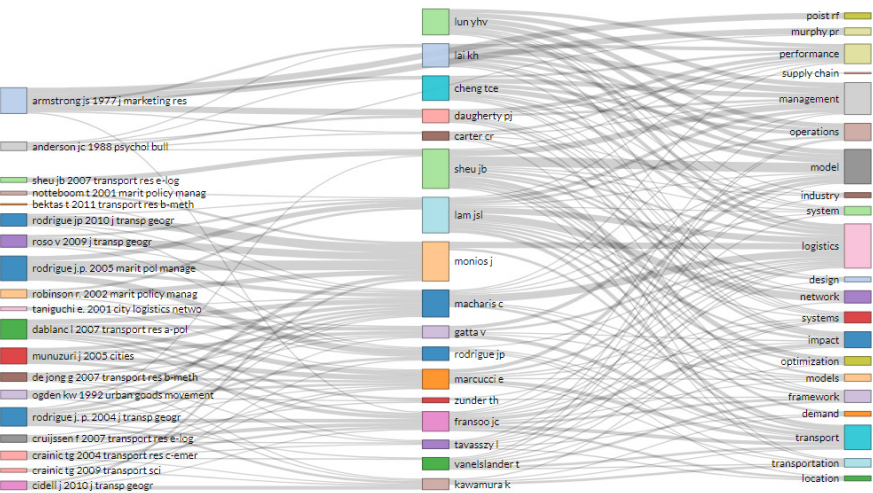 armstrong js 1977 j marketing res
anderson jc 1988 psychol bull
sheu jb 2007 transport res e-log
notteboom t 2001 marit policy manag
bektas t 2011 transport res b-meth
rodrigue jp 2010 j transp geogr
roso v 2009 j transp geogr
rodrigue j.p. 2005 marit pol manage
robinson r. 2002 marit policy manag
taniguchi e. 2001 city logistics netwo
dablanc l 2007 transport res a-pol
munuzuri j 2005 cities
de jong g 2007 transport res b-meth
ogden kw 1992 urban goods movement
rodrigue j. p. 2004 j transp geogr
cruijssen f 2007 transport res e-log
crainic tg 2004 transport res c-emer
crainic tg 2009 transport sci
cidell j 2010 j transp geogr
lun yhv
lai kh
cheng tce
daugherty pj
carter cr
sheu jb
lam jsl
monios j
macharis c
gatta v
rodrigue jp
marcucci e
zunder th
fransoo jc
tavasszy l
vanelslander t
kawamura k
poist rf
murphy pr
performance
supply chain
management
operations
model
industry
system
logistics
design
network
systems
impact
optimization
models
framework
demand
transport
transportation
location